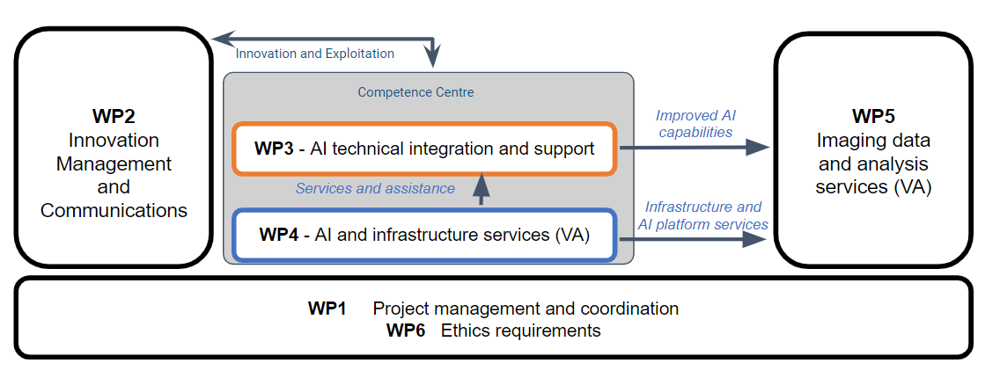 WP2
Innovation
Management
and
Communications
Innovation and Exploitation
Competence Centre
WP3 - AI technical integration and support
Services and assistance
WP4 - AI and infrastructure services (VA)
Improved AI
capabilities
Infrastructure and
AI platform services
WP5
Imaging data
and analysis
services (VA)
WP1 Project management and coordination
WP6 Ethics requirements